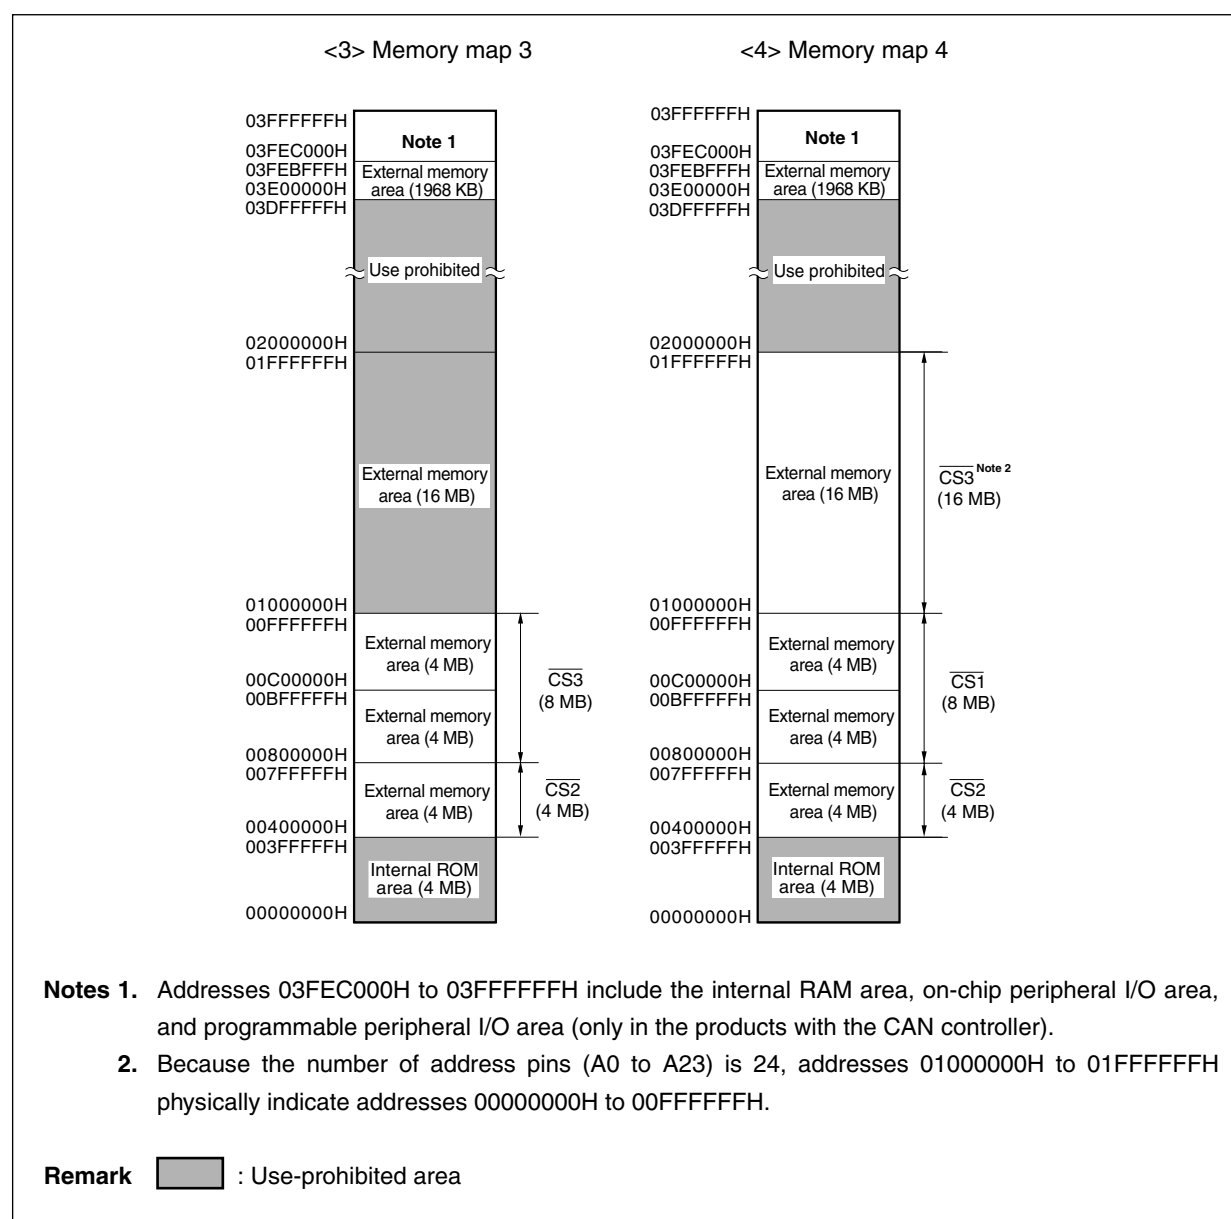 <3> Memory map 3
03FFFFFFH
Note 1
03FEC000H
03FEBFFFH
External memory
03E00000H
area (1968 KB)
03DFFFFFH
Use prohibited
02000000H
01FFFFFFH
External memory
area (16 MB)
01000000H
00FFFFFFH
External memory
area (4 MB)
CS3
(8 MB)
00C00000H
00BFFFFFH
External memory
area (4 MB)
00800000H
007FFFFFH
External memory
area (4 MB)
CS2
(4 MB)
00400000H
003FFFFFH
Internal ROM
area (4 MB)
00000000H
<4> Memory map 4
03FFFFFFH
Note 1
03FEC000H
03FEBFFFH
External memory
03E00000H
area (1968 KB)
03DFFFFFH
Use prohibited
02000000H
01FFFFFFH
External memory
area (16 MB)
CS3 Note 2
(16 MB)
01000000H
00FFFFFFH
External memory
area (4 MB)
CS1
(8 MB)
00C00000H
00BFFFFFH
External memory
area (4 MB)
00800000H
007FFFFFH
External memory
area (4 MB)
CS2
(4 MB)
00400000H
003FFFFFH
Internal ROM
area (4 MB)
00000000H
Notes 1. Addresses 03FEC000H to 03FFFFFFH include the internal RAM area, on-chip peripheral I/O area,
and programmable peripheral I/O area (only in the products with the CAN controller).
2. Because the number of address pins (A0 to A23) is 24, addresses 01000000H to 01FFFFFFH
physically indicate addresses 00000000H to 00FFFFFFH.
Remark : Use-prohibited area